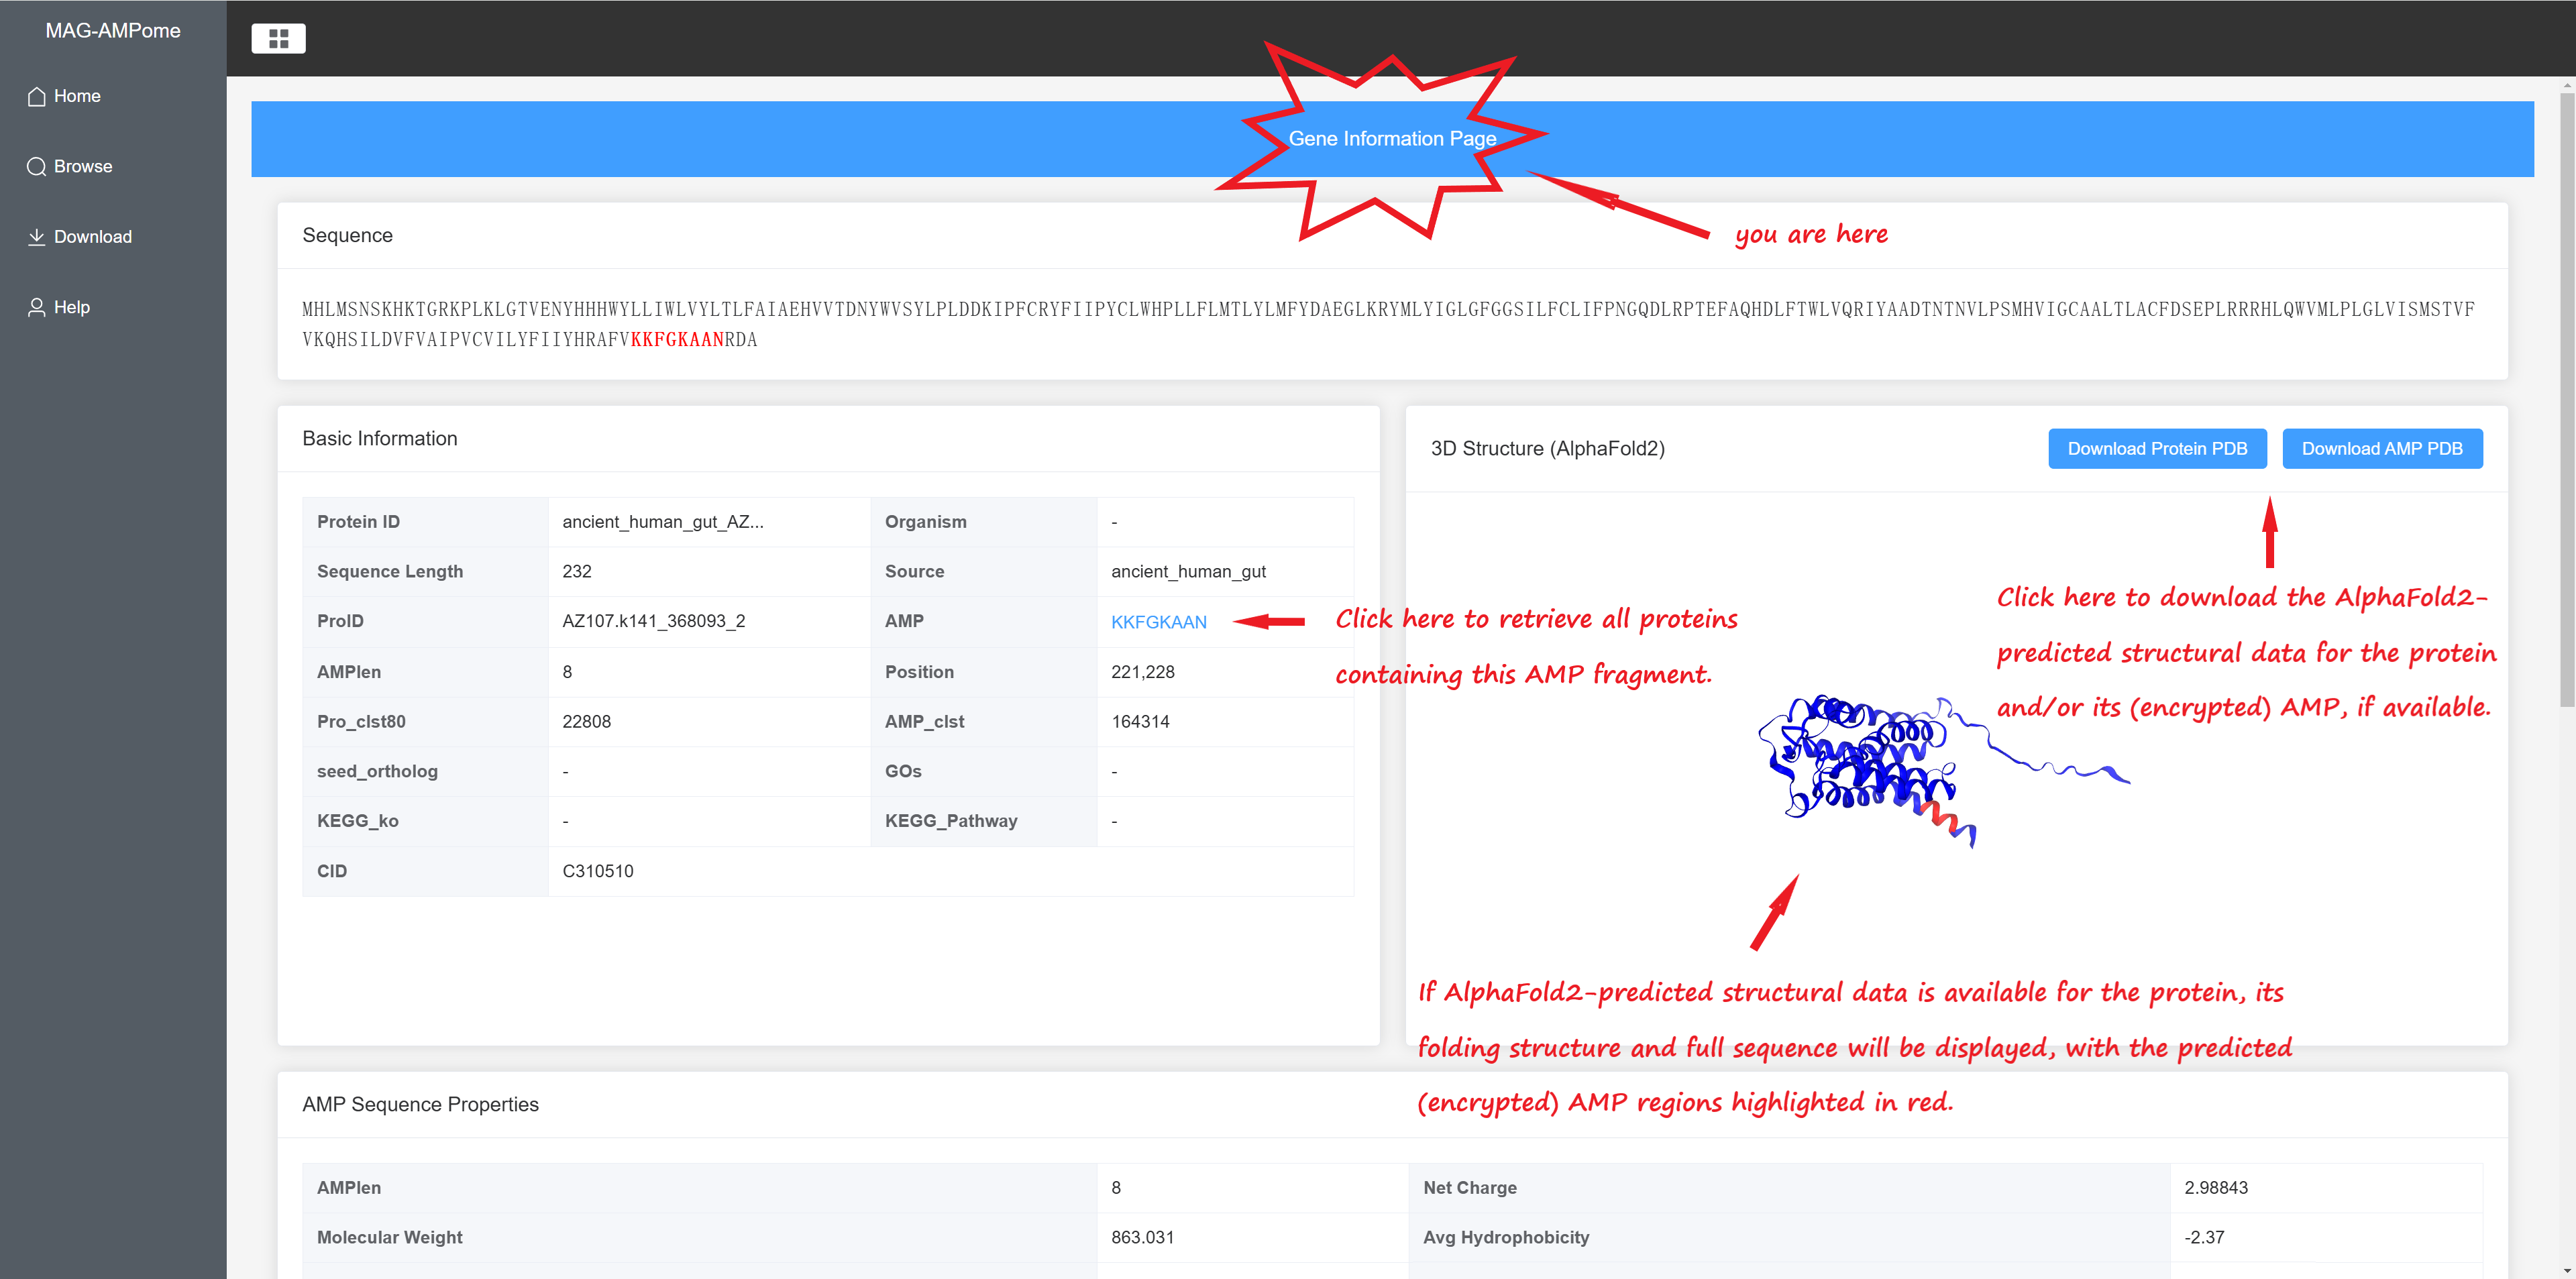 MAG-AMPome
Home
Browse
Download
Help
Gene Information Page
you are here
Sequence
MHLMSNSKHKTGRKPLKLGTVENYHHHWYLLIWLVYLTLFAIAEHVVTDNYWVSYLPLDDKIPFCRYFIIPYCLWHPLLFLMTLYLMFYDAEGLKRYMLYIGLGFGGSILFCLIFPNGQDLRPTEFAQHDLFTWLVQRIYAADTNTNVLPSMHVIGCAALTLACFDSEPLRRRHLQWVMLPLGLVISMSTVF
VKQHSILDVFVAIPVCVILYFIIYHRAFVKKFGKAANRDA
Basic Information
Protein ID ancient_human_gut_AZ... Organism -
Sequence Length 232 Source ancient_human_gut
ProID AZ107.k141_368093_2 AMP KKFGKAAN
AMPlen 8 Position 221,228
Pro_clst80 22808 AMP_clst 164314
seed_ortholog - GOs -
KEGG_ko - KEGG_Pathway -
CID C310510
Click here to retrieve all proteins
containing this AMP fragment.
3D Structure (AlphaFold2)
Download Protein PDB
Download AMP PDB
Click here to download the AlphaFold2-
predicted structural data for the protein
and/or its (encrypted) AMP, if available.
If AlphaFold2-predicted structural data is available for the protein, its
folding structure and full sequence will be displayed, with the predicted
(encrypted) AMP regions highlighted in red.
AMP Sequence Properties
AMPlen 8 Net Charge 2.98843
Molecular Weight 863.031 Avg Hydrophobicity -2.37